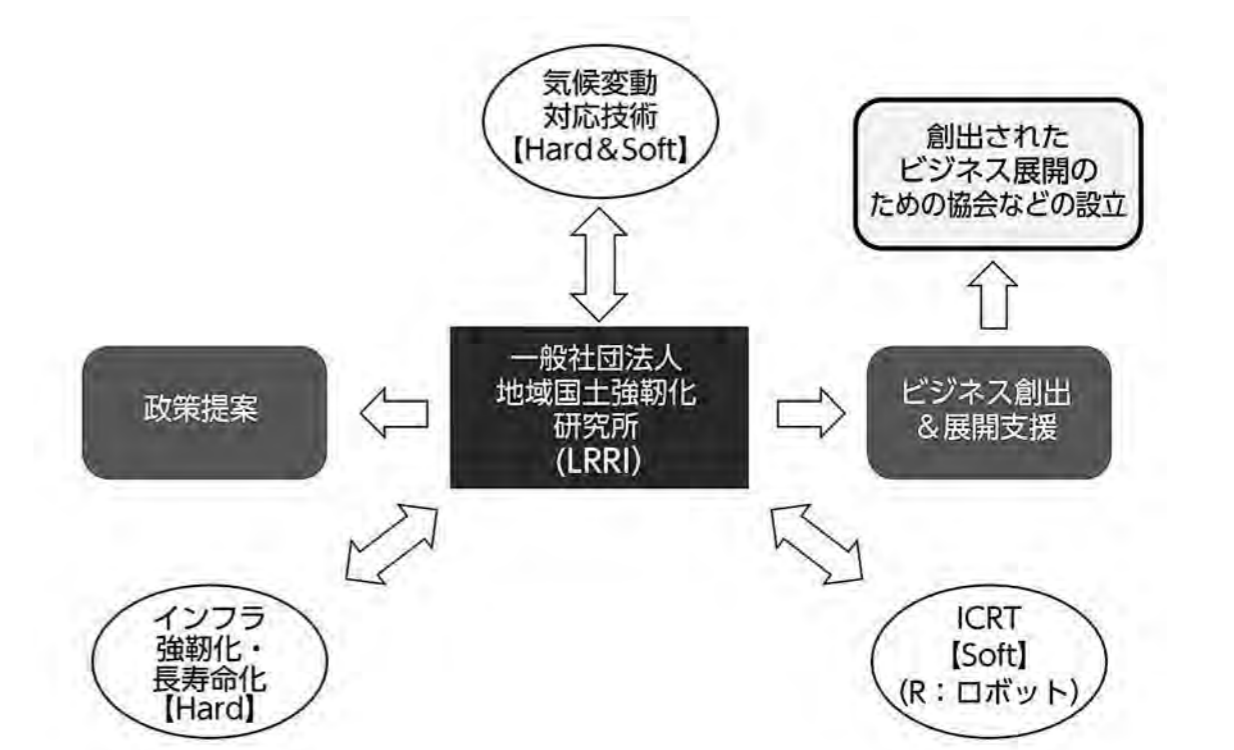 気候変動
対応技術
【Hard＆Soft】
創出された
ビジネス展開の
ための協会などの設立
政策提案
一般社団法人
地域国土強靭化
研究所
(LRRI)
ビジネス創出
＆展開支援
インフラ
強靭化・
長寿命化
【Hard】
ICRT
【Soft】
(R：ロボット)